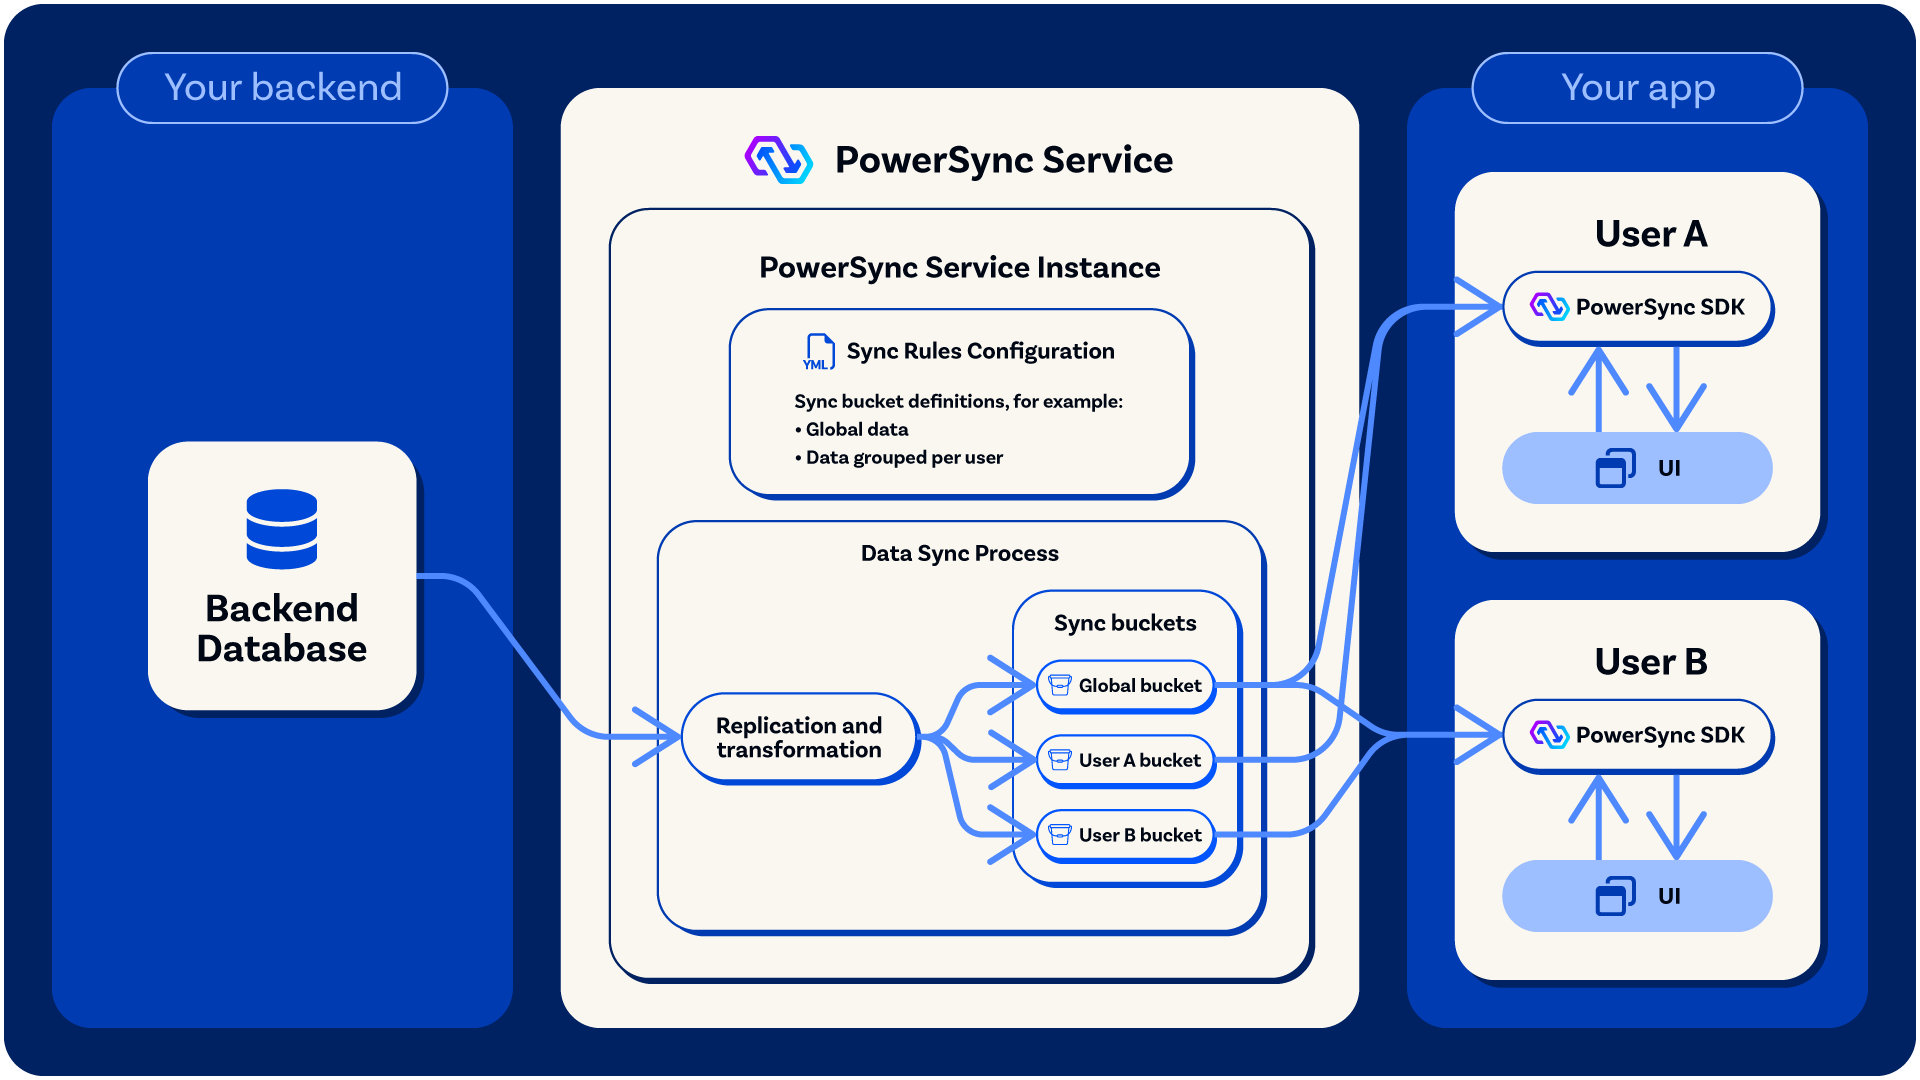 Your backend
Backend
Database
PowerSync Service
PowerSync Service Instance
YML
Sync Rules Configuration
Sync bucket definitions, for example:
• Global data
• Data grouped per user
Data Sync Process
Replication and
transformation
Sync buckets
Global bucket
User A bucket
User B bucket
Your app
User A
PowerSync SDK
UI
User B
PowerSync SDK
UI